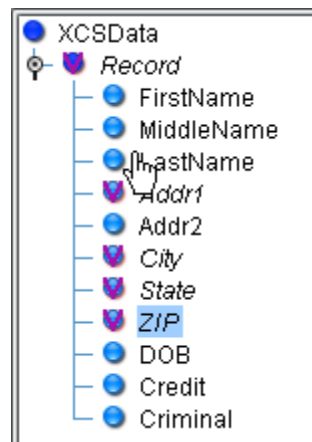 XCSData
Record
FirstName
MiddleName
LastName
Addr1
Addr2
City
State
ZIP
DOB
Credit
Criminal